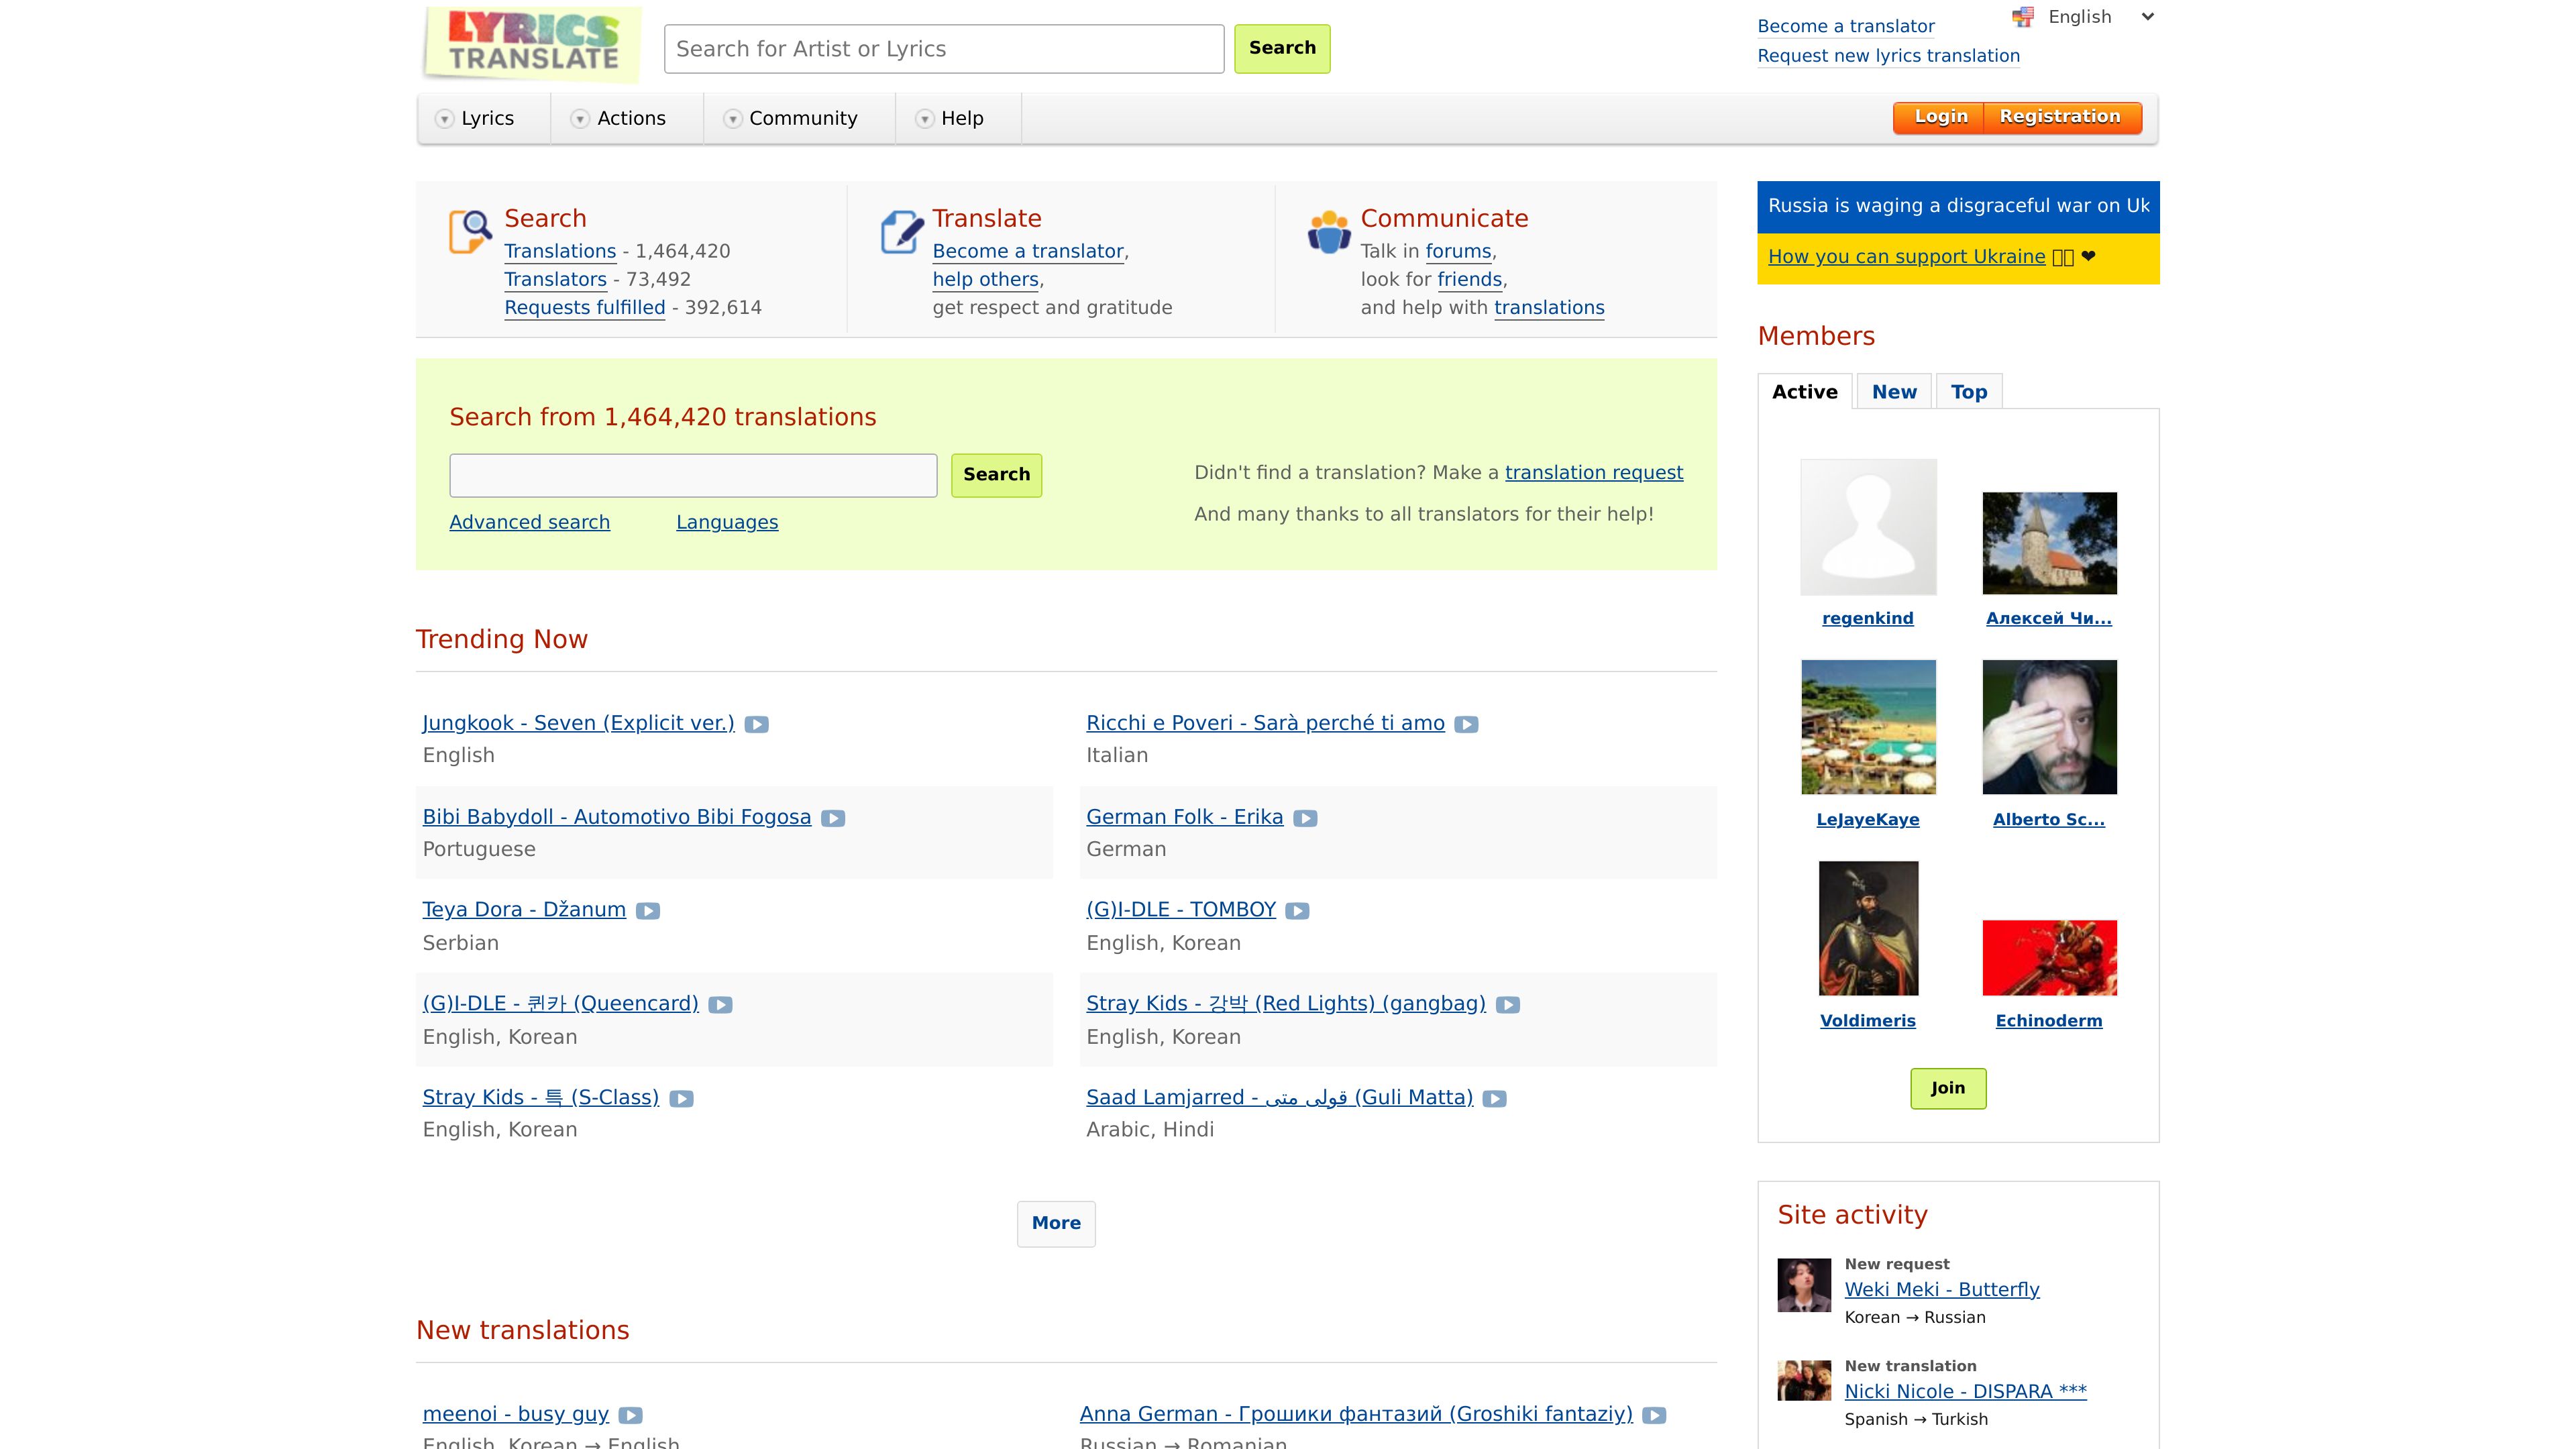 LYRICS
TRANSLATE
Search for Artist or Lyrics
Search
Become a translator
English
Request new lyrics translation
Lyrics
Actions
Community
Help
Login
Registration
Search
Translations - 1,464,420
Translators - 73,492
Requests fulfilled - 392,614
Translate
Become a translator,
help others,
get respect and gratitude
Communicate
Talk in forums,
look for friends,
and help with translations
Russia is waging a disgraceful war on Uk
How you can support Ukraine ❤
Search from 1,464,420 translations
Search
Advanced search
Languages
Didn't find a translation? Make a translation request
And many thanks to all translators for their help!
Members
Active
New
Top
regenkind
Алексей Чи...
LeJayeKaye
Alberto Sc...
Voldimeris
Echinoderm
Join
Trending Now
Jungkook - Seven (Explicit ver.)
English
Ricchi e Poveri - Sarà perché ti amo
Italian
Bibi Babydoll - Automotivo Bibi Fogosa
Portuguese
German Folk - Erika
German
Teya Dora - Džanum
Serbian
(G)I-DLE - TOMBOY
English, Korean
(G)I-DLE - 퀸카 (Queencard)
English, Korean
Stray Kids - 강박 (Red Lights) (gangbag)
English, Korean
Stray Kids - 특 (S-Class)
English, Korean
Saad Lamjarred - قولی متی (Guli Matta)
Arabic, Hindi
More
Site activity
New request
Weki Meki - Butterfly
Korean → Russian
New translation
Nicki Nicole - DISPARA ***
Spanish → Turkish
New translations
meenoi - busy guy
English, Korean → English
Anna German - Грошики фантазий (Groshiki fantaziy)
Russian → Romanian